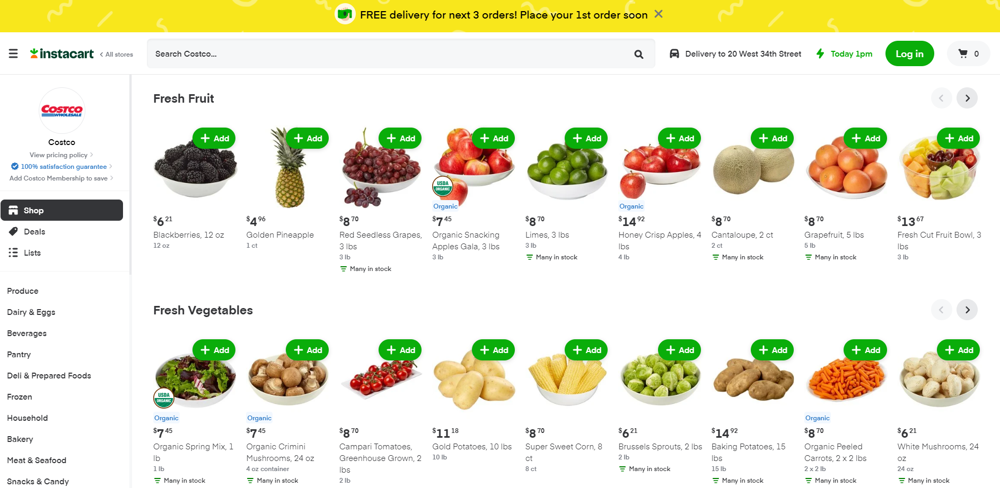 FREE delivery for next 3 orders! Place your 1st order soon
instacart
All stores
Search Costco...
Delivery to 20 West 34th Street
Today 1pm
Log in
0
COSTCO
WHOLESALE
Costco
View pricing policy
100% satisfaction guarantee
Add Costco Membership to save
Shop
Deals
Lists
Produce
Dairy & Eggs
Beverages
Pantry
Deli & Prepared Foods
Frozen
Household
Bakery
Meat & Seafood
Snacks & Candy
Fresh Fruit
Add
$6 21
Blackberries, 12 oz
12 oz
Add
$4 96
Golden Pineapple
1 ct
Add
$8 70
Red Seedless Grapes,
3 lbs
3 lb
Many in stock
Add
USDA
ORGANIC
Organic
$7 45
Organic Snacking
Apples Gala, 3 lbs
3 lb
Add
$8 70
Limes, 3 lbs
3 lb
Many in stock
Add
Organic
$14 92
Honey Crisp Apples, 4
lbs
4 lb
Add
$8 70
Cantaloupe, 2 ct
2 ct
Many in stock
Add
$8 70
Grapefruit, 5 lbs
5 lb
Many in stock
Add
$13 67
Fresh Cut Fruit Bowl, 3
lbs
3 lb
Fresh Vegetables
Add
USDA
ORGANIC
Organic
$7 45
Organic Spring Mix, 1
lb
1 lb
Many in stock
Add
Organic
$7 45
Organic Crimini
Mushrooms, 24 oz
4 oz container
Many in stock
Add
$8 70
Campari Tomatoes,
Greenhouse Grown, 2
lbs
2 lb
Add
$11 18
Gold Potatoes, 10 lbs
10 lb
Add
$8 70
Super Sweet Corn, 8
ct
8 ct
Add
$6 21
Brussels Sprouts, 2 lbs
2 lb
Many in stock
Add
$14 92
Baking Potatoes, 15
lbs
15 lb
Many in stock
Add
Organic
$8 70
Organic Peeled
Carrots, 2 x 2 lbs
2 x 2 lb
Many in stock
Add
$6 21
White Mushrooms, 24
oz
24 oz
Many in stock